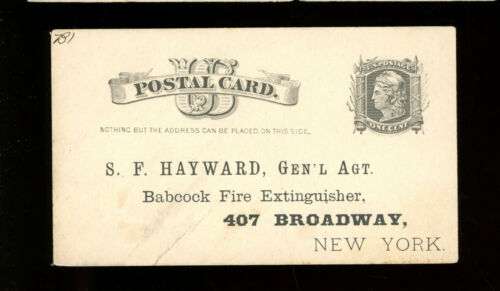 781
U.S. POSTAGE
US
POSTAL CARD.
ONE CENT
NOTHING BUT THE ADDRESS CAN BE PLACED ON THIS SIDE.
S. F. HAYWARD, GEN'L AGT.
Babcock Fire Extinguisher,
407 BROADWAY,
NEW YORK.